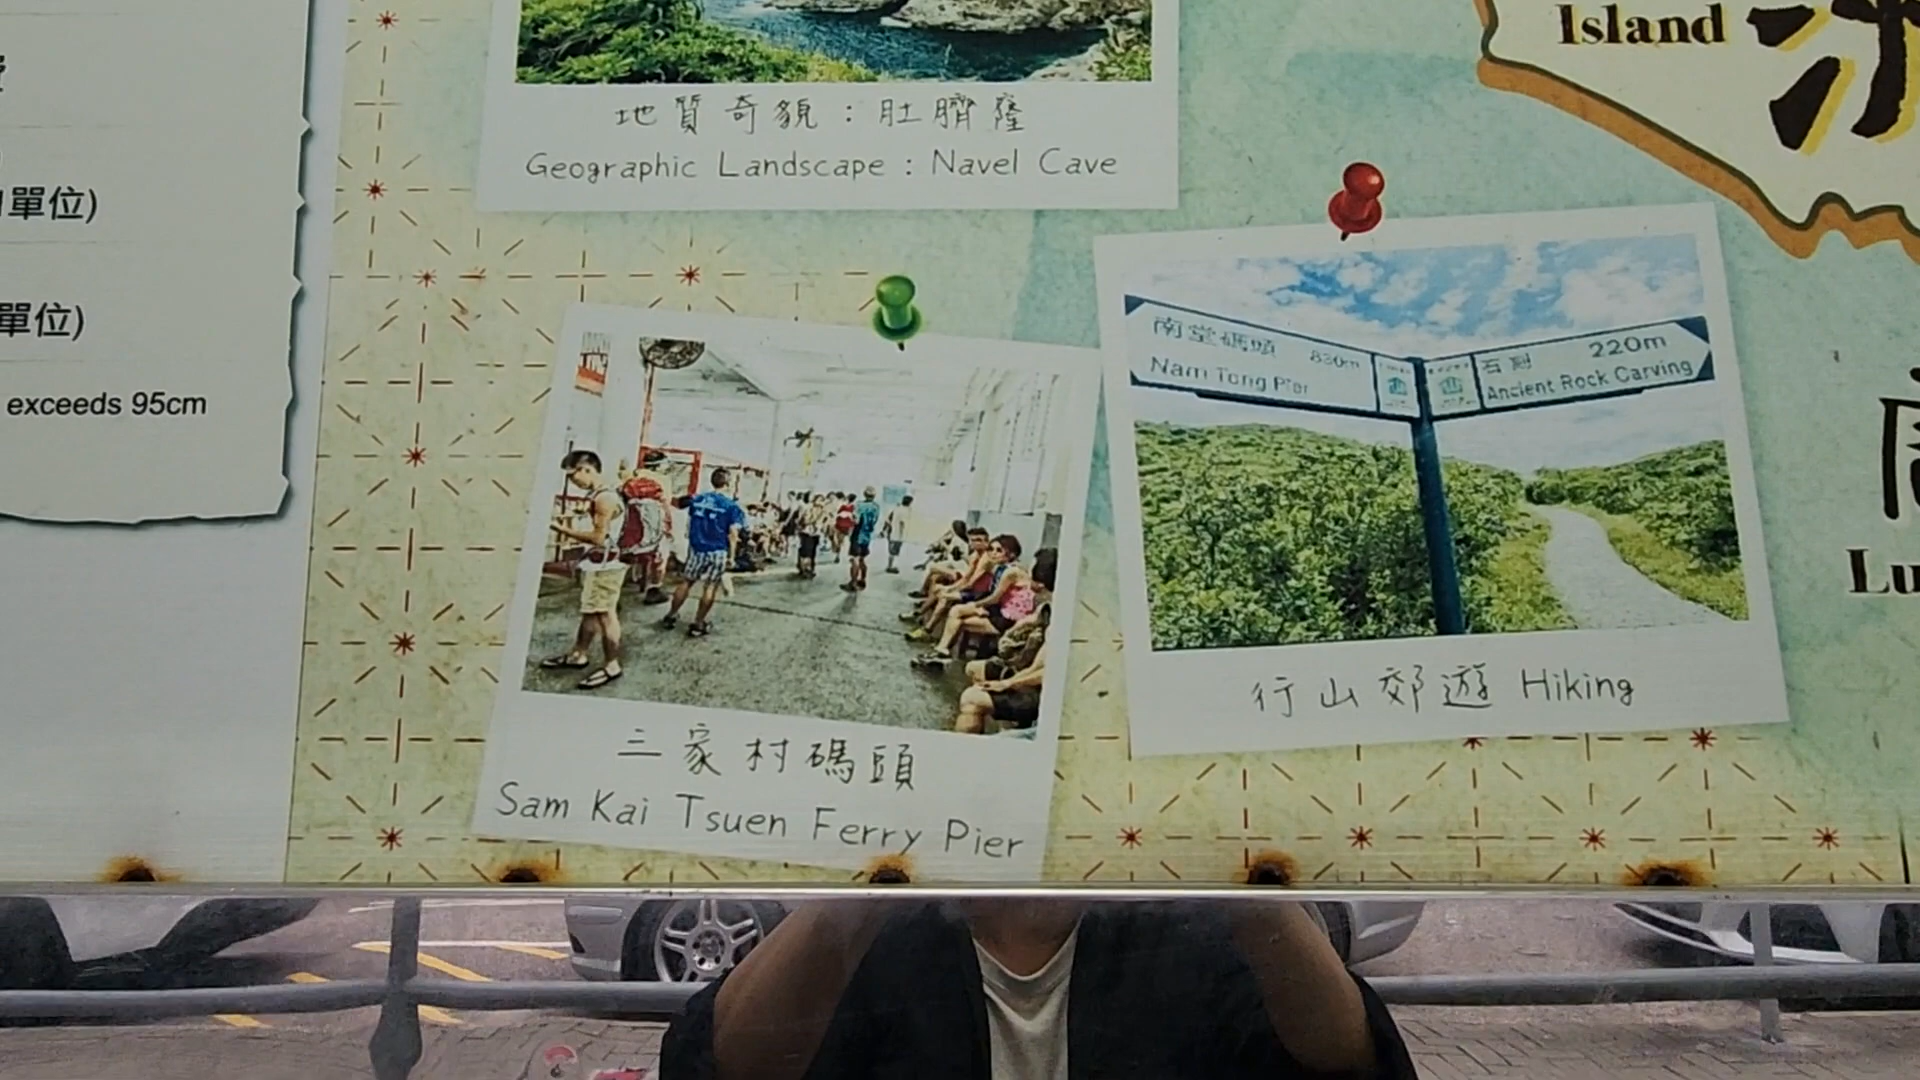 單位)
單位)
exceeds 95cm
地質奇貌：肚臍窿
Geographic Landscape : Navel Cave
Island
南堂碼頭 830m
Nam Tong Pier
石刻 220m
Ancient Rock Carving
行山郊遊 Hiking
三家村碼頭
Sam Kai Tsuen Ferry Pier